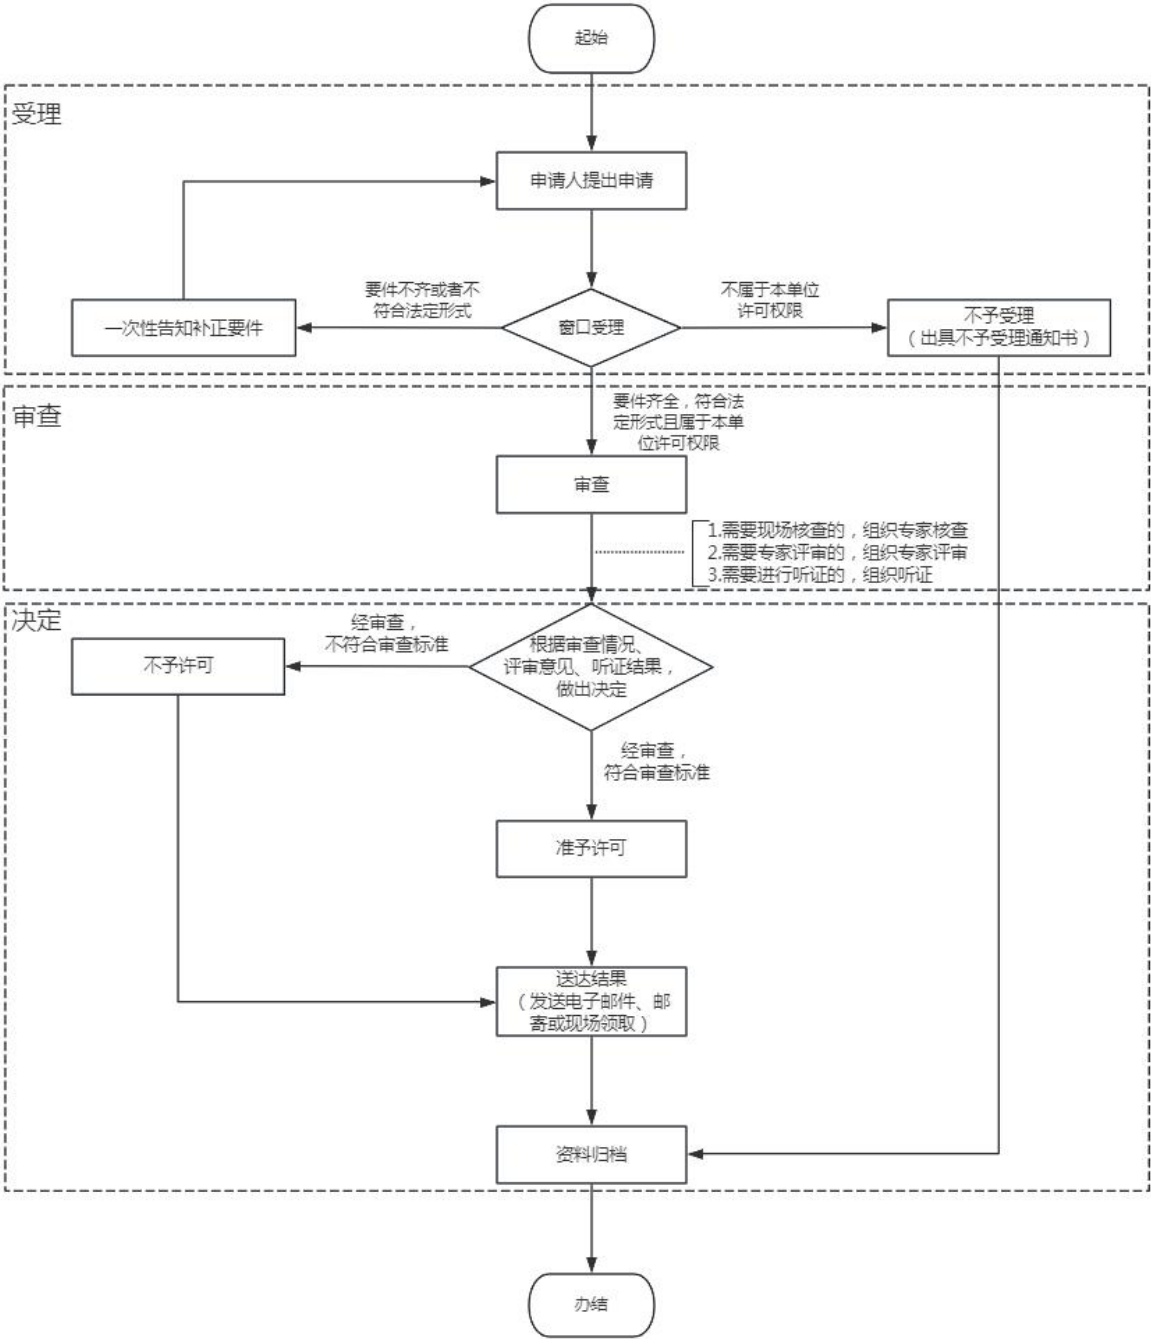 起始
受理
申请人提出申请
要件不齐或者不
符合法定形式
不属于本单位
许可权限
一次性告知补正要件
窗口受理
不予受理
（出具不予受理通知书）
审查
要件齐全，符合法
定形式且属于本单
位许可权限
审查
1.需要现场核查的，组织专家核查
2.需要专家评审的，组织专家评审
3.需要进行听证的，组织听证
决定
经审查，
不符合审查标准
不予许可
根据审查情况、
评审意见、听证结果，
做出决定
经审查，
符合审查标准
准予许可
送达结果
（发送电子邮件、邮
寄或现场领取）
资料归档
办结